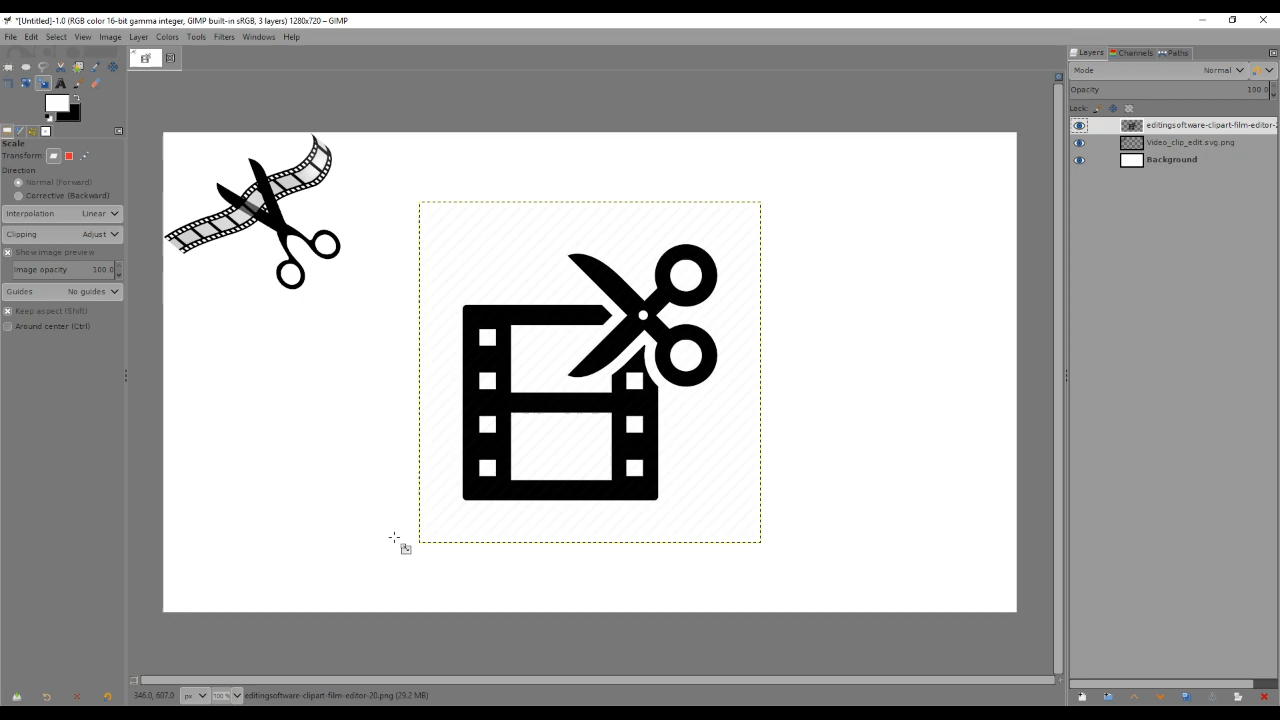 *[Untitled]-1.0 (RGB color 16-bit gamma integer, GIMP built-in sRGB, 3 layers) 1280x720 – GIMP
File Edit Select View Image Layer Colors Tools Filters Windows Help
Scale
Transform
Direction
Normal (Forward)
Corrective (Backward)
Interpolation Linear
Clipping Adjust
Show image preview
Image opacity 100.0
Guides No guides
Keep aspect (Shift)
Around center (Ctrl)
Layers Channels Paths
Mode Normal
Opacity 100.0
Lock:
editingsoftware-clipart-film-editor-2
Video_clip_edit.svg.png
Background
346.0, 607.0 px 100 % editingsoftware-clipart-film-editor-20.png (29.2 MB)